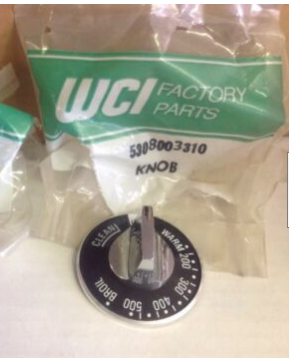 WCI FACTORY
PARTS
5308003310
KNOB
CLEAN
WARM 200 300 400 500 BROIL